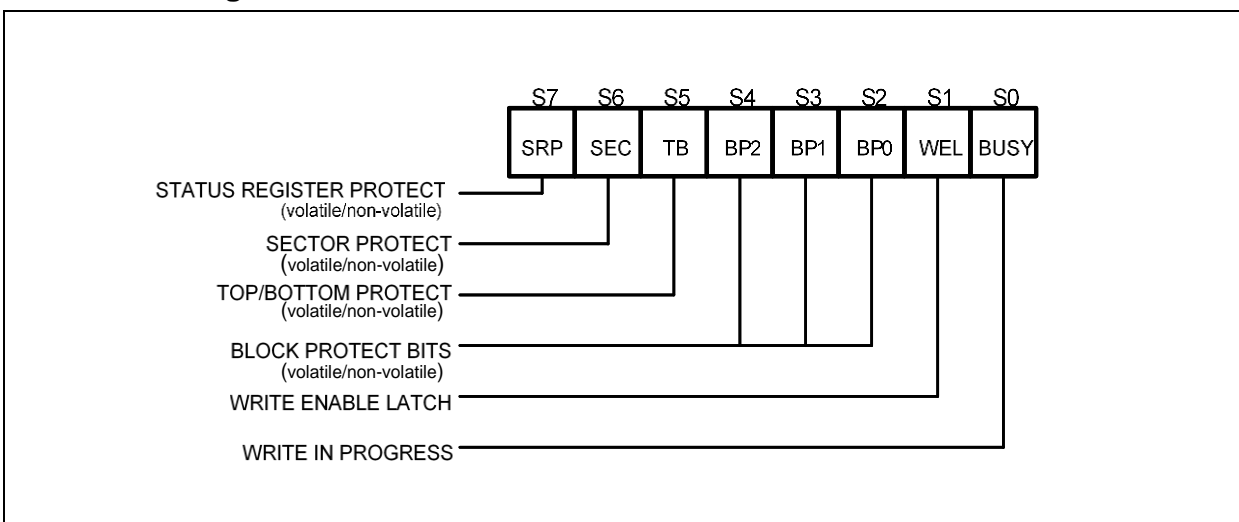 S7 S6 S5 S4 S3 S2 S1 S0
SRP SEC TB BP2 BP1 BP0 WEL BUSY
STATUS REGISTER PROTECT
(volatile/non-volatile)
SECTOR PROTECT
(volatile/non-volatile)
TOP/BOTTOM PROTECT
(volatile/non-volatile)
BLOCK PROTECT BITS
(volatile/non-volatile)
WRITE ENABLE LATCH
WRITE IN PROGRESS